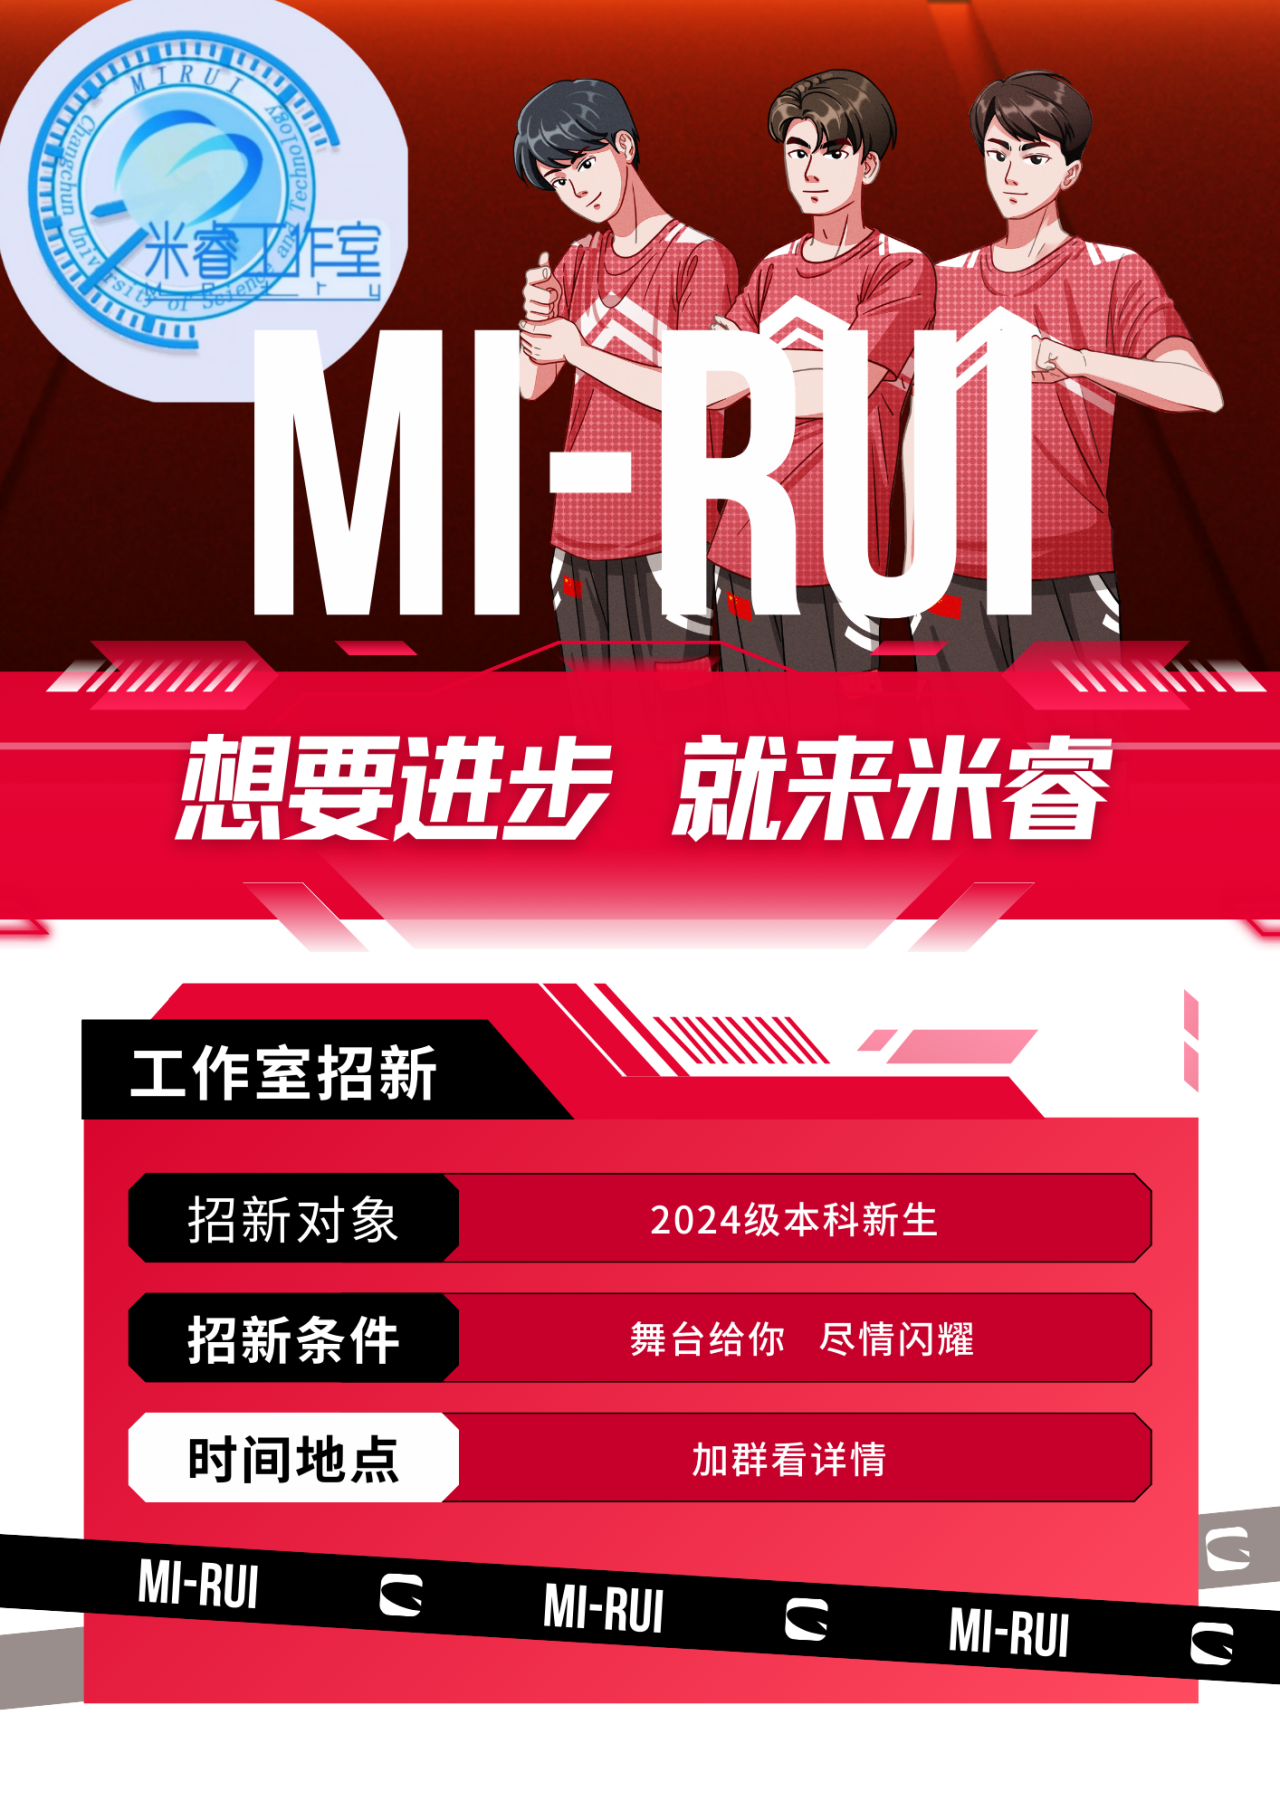 MIRUI
Changchun University of Science and Technology
米睿工作室
MI-RUI
想要进步 就来米睿
工作室招新
招新对象 2024级本科新生
招新条件 舞台给你 尽情闪耀
时间地点 加群看详情
MI-RUI MI-RUI MI-RUI